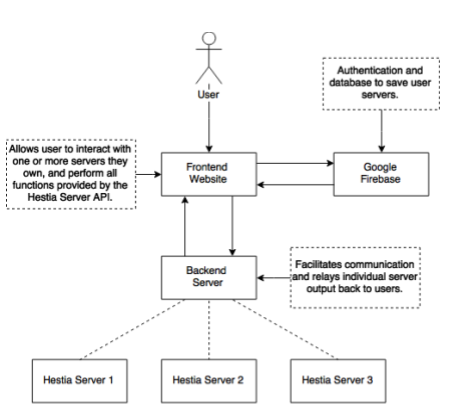 Authentication and
database to save user
servers.
User
Allows user to interact with
one or more servers they
own, and perform all
functions provided by the
Hestia Server API.
Frontend
Website
Google
Firebase
Backend
Server
Facilitates communication
and relays individual server
output back to users.
Hestia Server 1
Hestia Server 2
Hestia Server 3